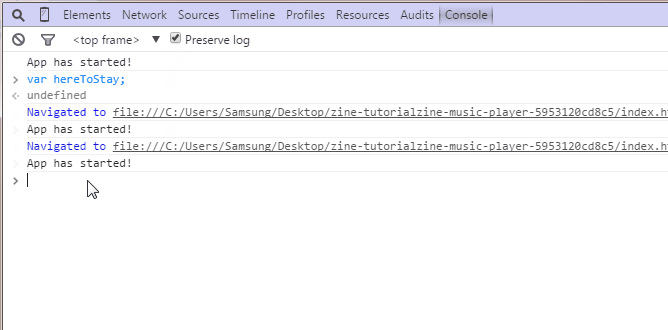 Elements Network Sources Timeline Profiles Resources Audits Console
<top frame> ▼ Preserve log
App has started!
> var hereToStay;
undefined
Navigated to file:///C:/Users/Samsung/Desktop/zine-tutorialzine-music-player-5953120cd8c5/index.h
App has started!
Navigated to file:///C:/Users/Samsung/Desktop/zine-tutorialzine-music-player-5953120cd8c5/index.h
App has started!
>